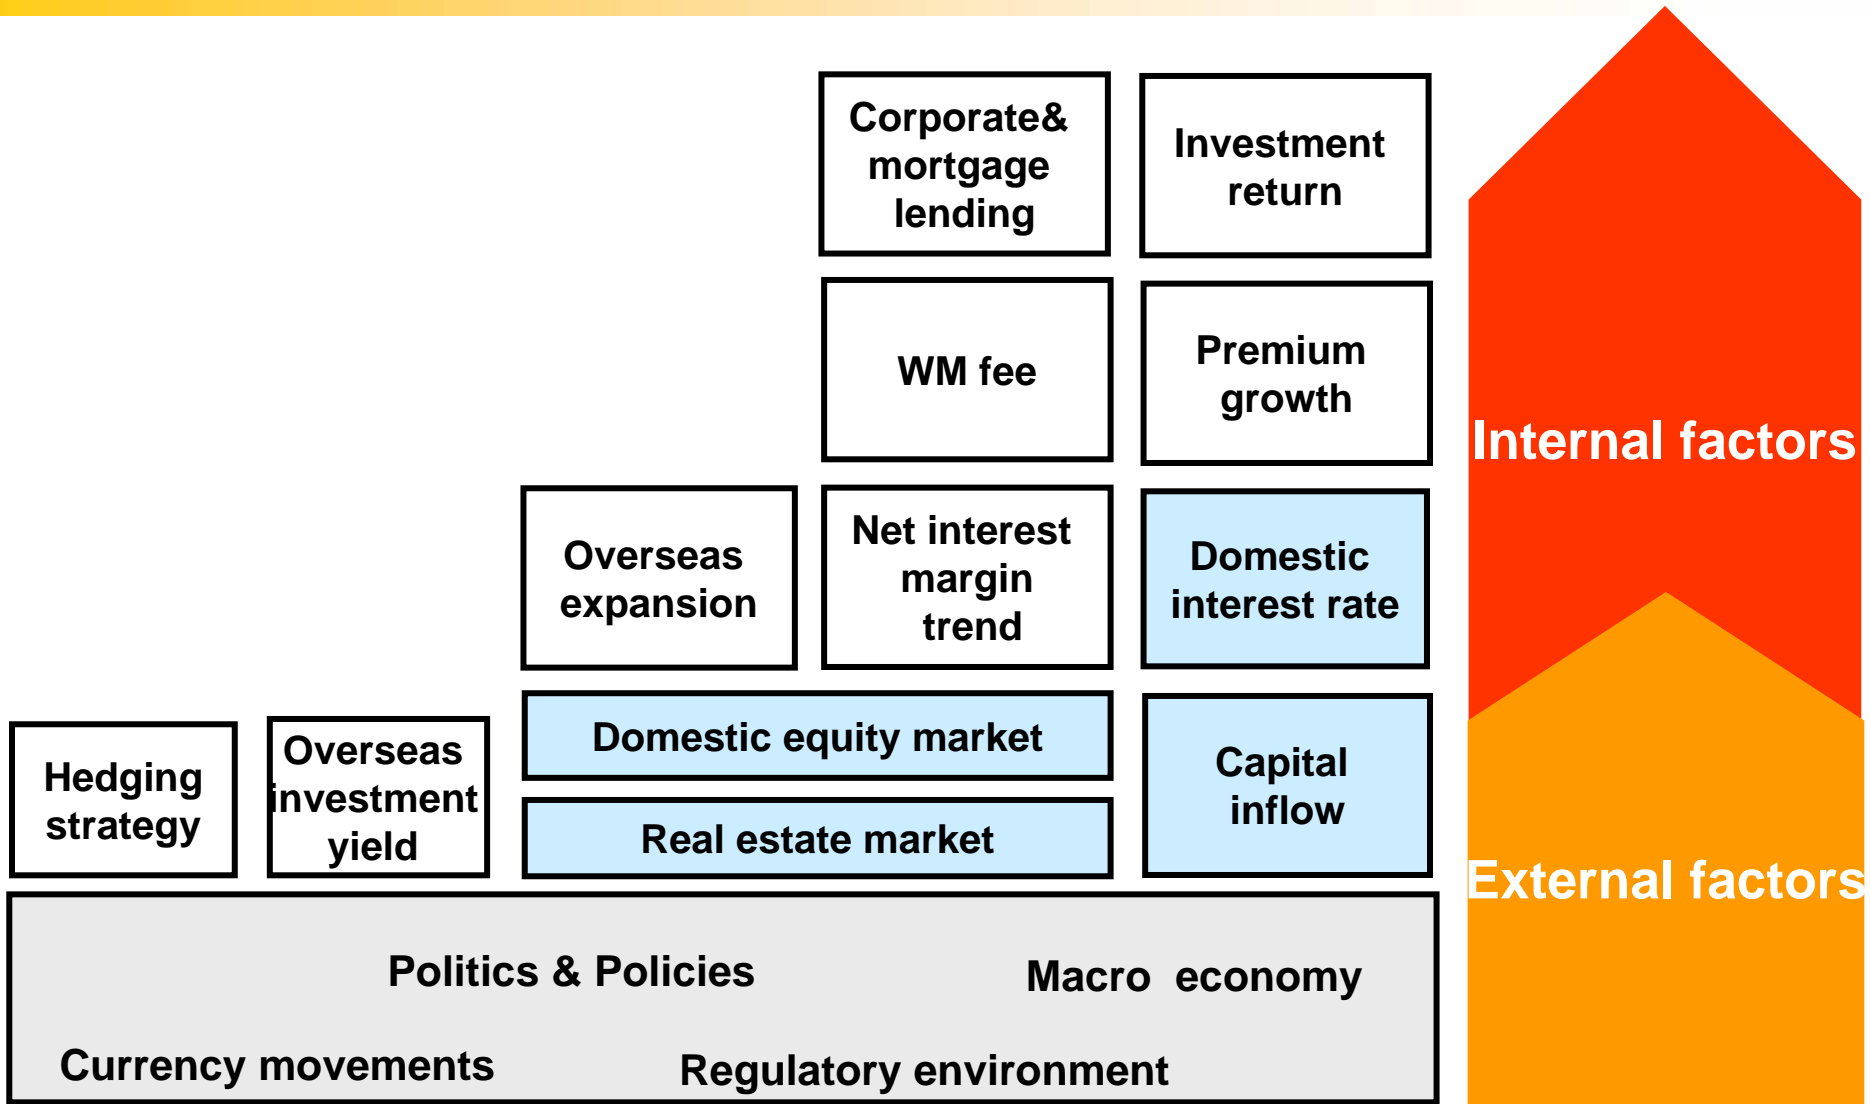 Corporate&
mortgage
lending
Investment
return
WM fee
Premium
growth
Internal factors
Overseas
expansion
Net interest
margin
trend
Domestic
interest rate
Hedging
strategy
Overseas
investment
yield
Domestic equity market
Real estate market
Capital
inflow
External factors
Politics & Policies
Macro economy
Currency movements
Regulatory environment